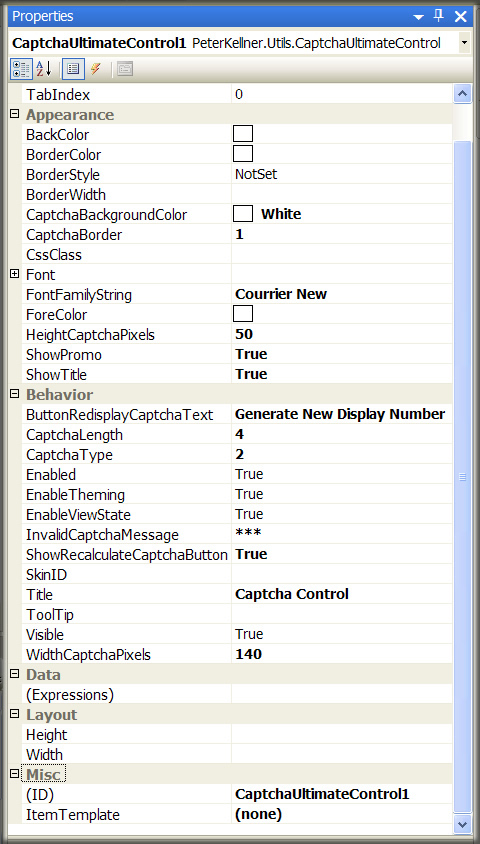 Properties
CaptchaUltimateControl1 PeterKellner.Utils.CaptchaUltimateControl
TabIndex 0
Appearance
BackColor
BorderColor
BorderStyle NotSet
BorderWidth
CaptchaBackgroundColor White
CaptchaBorder 1
CssClass
Font
FontFamilyString Courrier New
ForeColor
HeightCaptchaPixels 50
ShowPromo True
ShowTitle True
Behavior
ButtonRedisplayCaptchaText Generate New Display Number
CaptchaLength 4
CaptchaType 2
Enabled True
EnableTheming True
EnableViewState True
InvalidCaptchaMessage ***
ShowRecalculateCaptchaButton True
SkinID
Title Captcha Control
ToolTip
Visible True
WidthCaptchaPixels 140
Data
(Expressions)
Layout
Height
Width
Misc
(ID) CaptchaUltimateControl1
ItemTemplate (none)